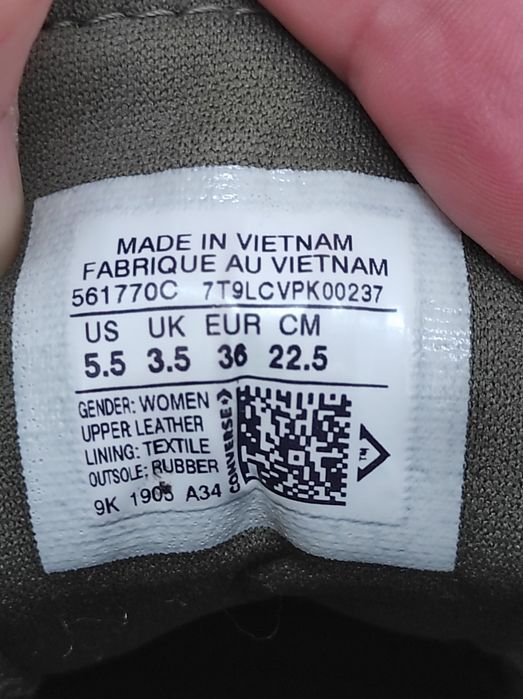 MADE IN VIETNAM
FABRIQUE AU VIETNAM
561770C 7T9LCVPK00237
US UK EUR CM
5.5 3.5 36 22.5
GENDER: WOMEN
UPPER LEATHER
LINING: TEXTILE
OUTSOLE: RUBBER
9K 1905 A34
CONVERSE